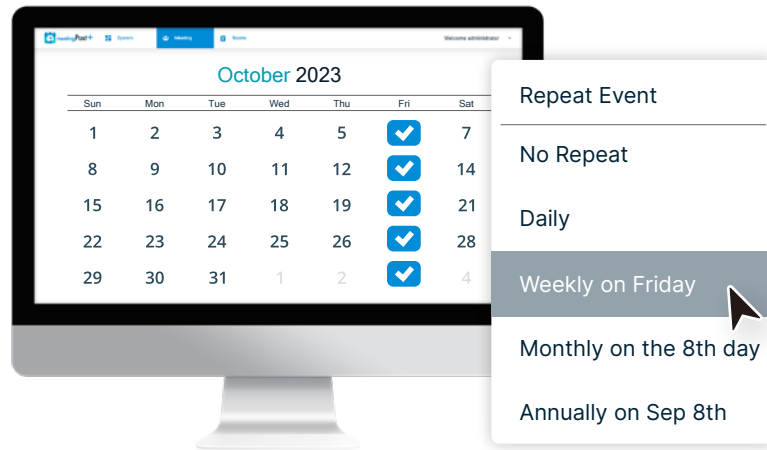 meetingPost+ System Meeting Rooms Welcome administrator
October 2023
Sun Mon Tue Wed Thu Fri Sat
1 2 3 4 5 7
8 9 10 11 12 14
15 16 17 18 19 21
22 23 24 25 26 28
29 30 31 1 2 4
Repeat Event
No Repeat
Daily
Weekly on Friday
Monthly on the 8th day
Annually on Sep 8th